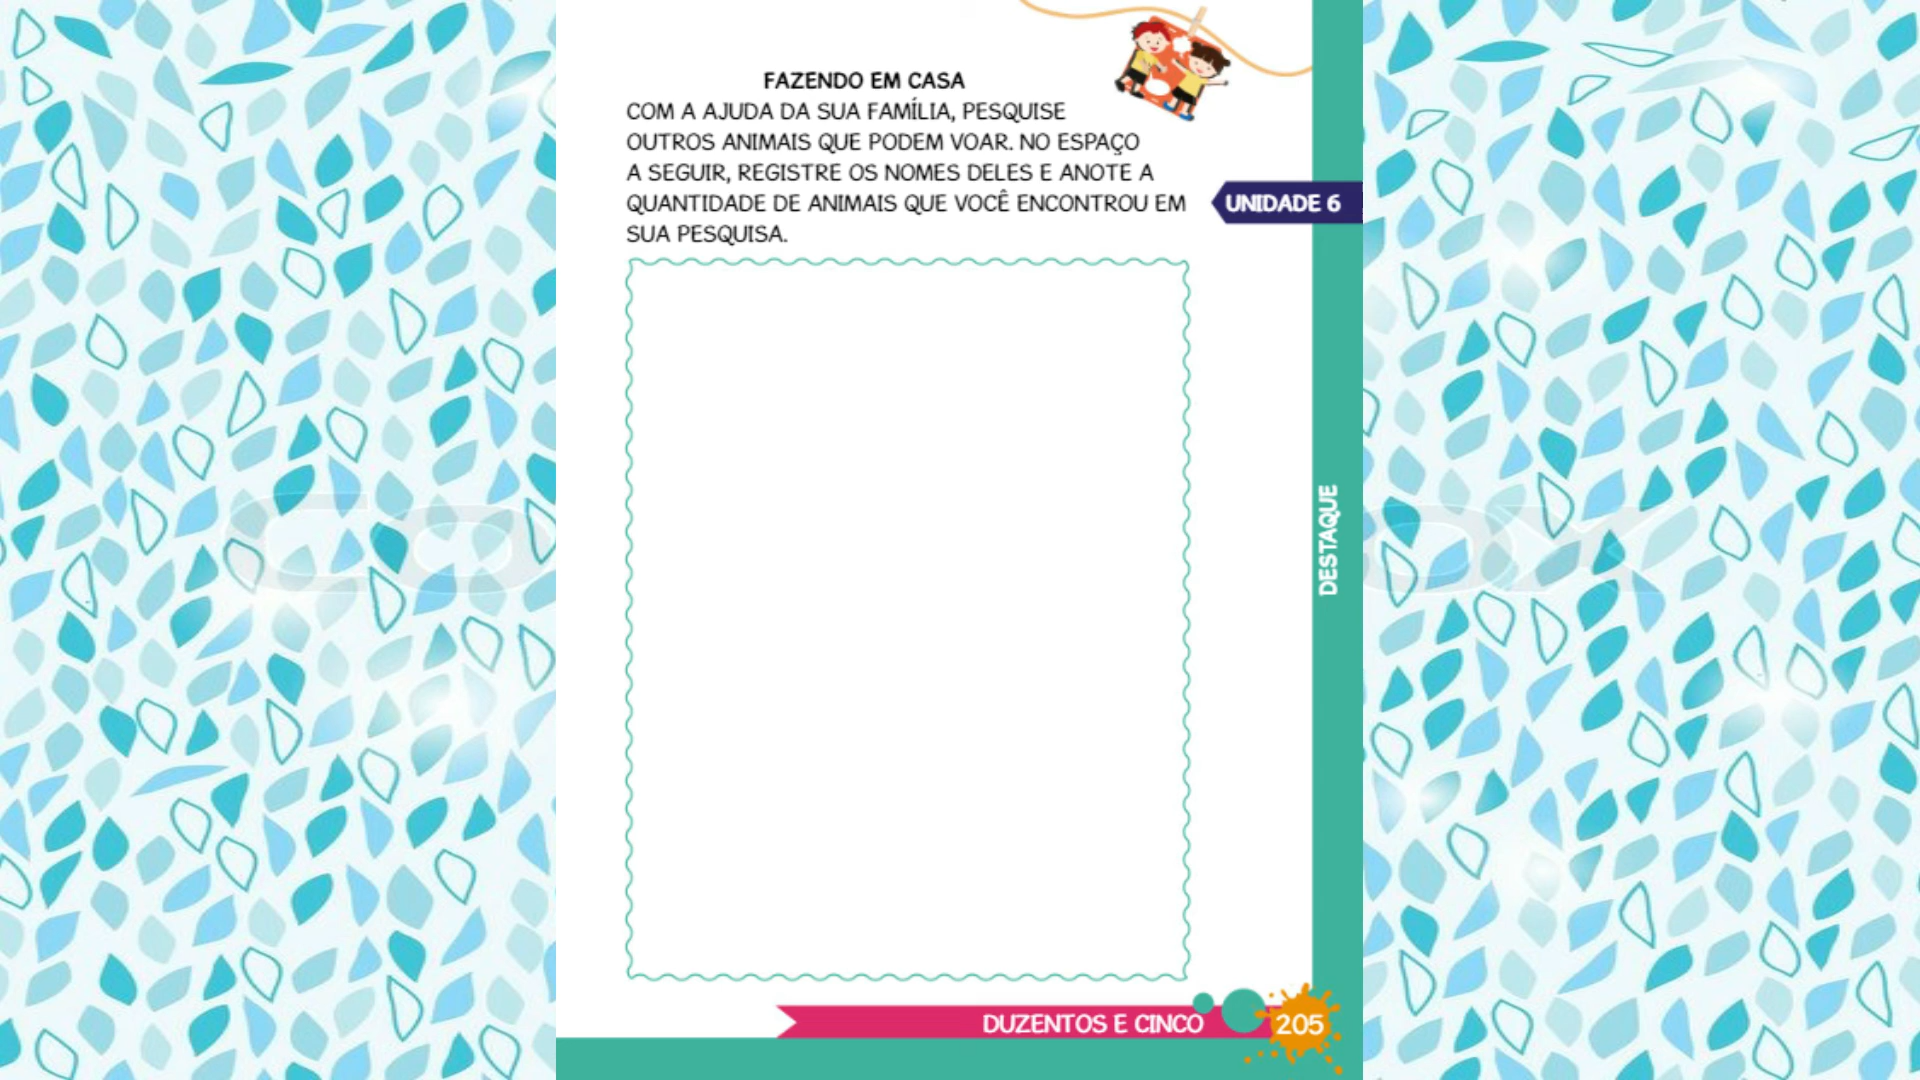 FAZENDO EM CASA
COM A AJUDA DA SUA FAMÍLIA, PESQUISE
OUTROS ANIMAIS QUE PODEM VOAR. NO ESPAÇO
A SEGUIR, REGISTRE OS NOMES DELES E ANOTE A
QUANTIDADE DE ANIMAIS QUE VOCÊ ENCONTROU EM
SUA PESQUISA.
UNIDADE 6
DESTAQUE
DUZENTOS E CINCO
205